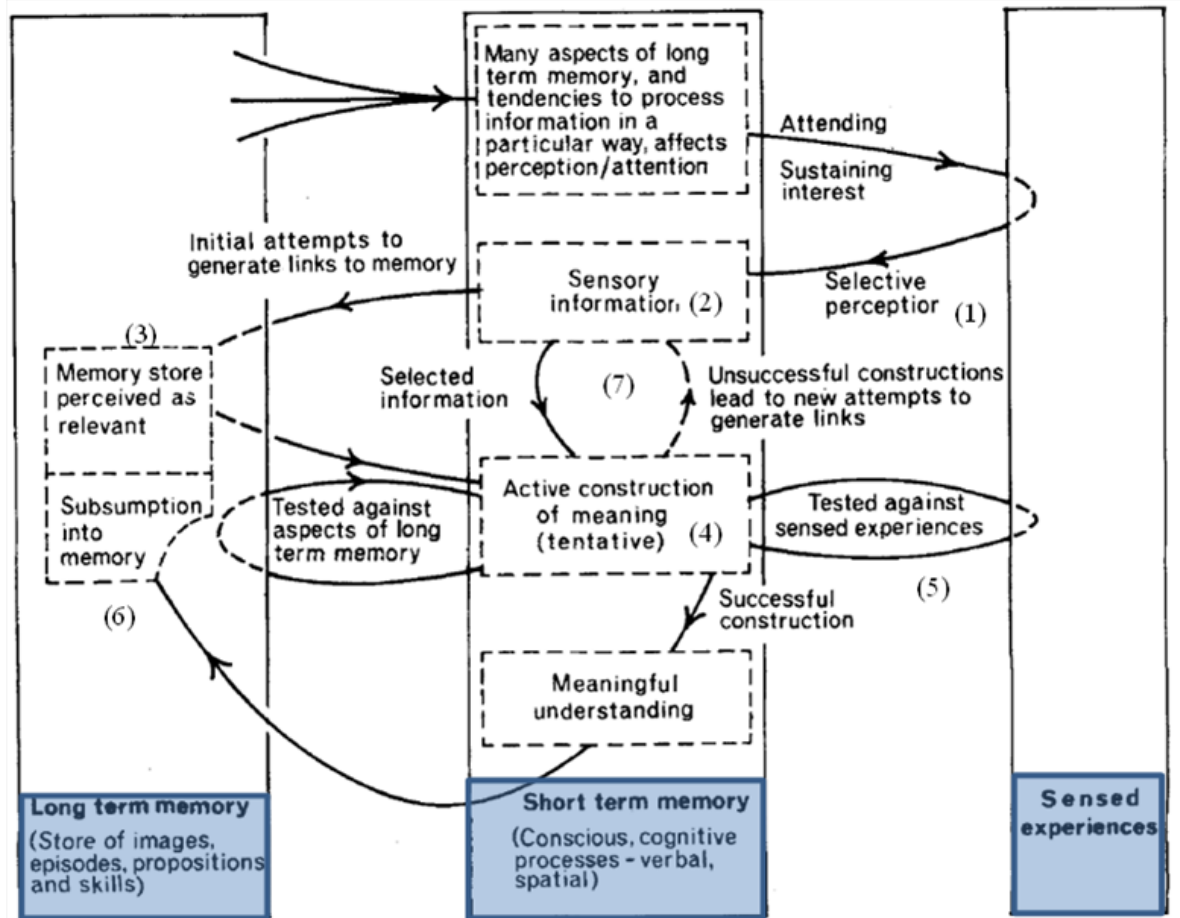 Many aspects of long
term memory, and
tendencies to process
information in a
particular way, affects
perception/attention
Attending
Sustaining
interest
Initial attempts to
generate links to memory
Sensory
information (2)
Selective
perceptior (1)
(3)
Memory store
perceived as
relevant
Selected
information
(7)
Unsuccessful constructions
lead to new attempts to
generate links
Subsumption
into
memory
(6)
Tested against
aspects of long
term memory
Active construction
of meaning
(tentative) (4)
Tested against
sensed experiences
(5)
Successful
construction
Meaningful
understanding
Long term memory
(Store of images,
episodes, propositions
and skills)
Short term memory
(Conscious, cognitive
processes - verbal,
spatial)
Sensed
experiences